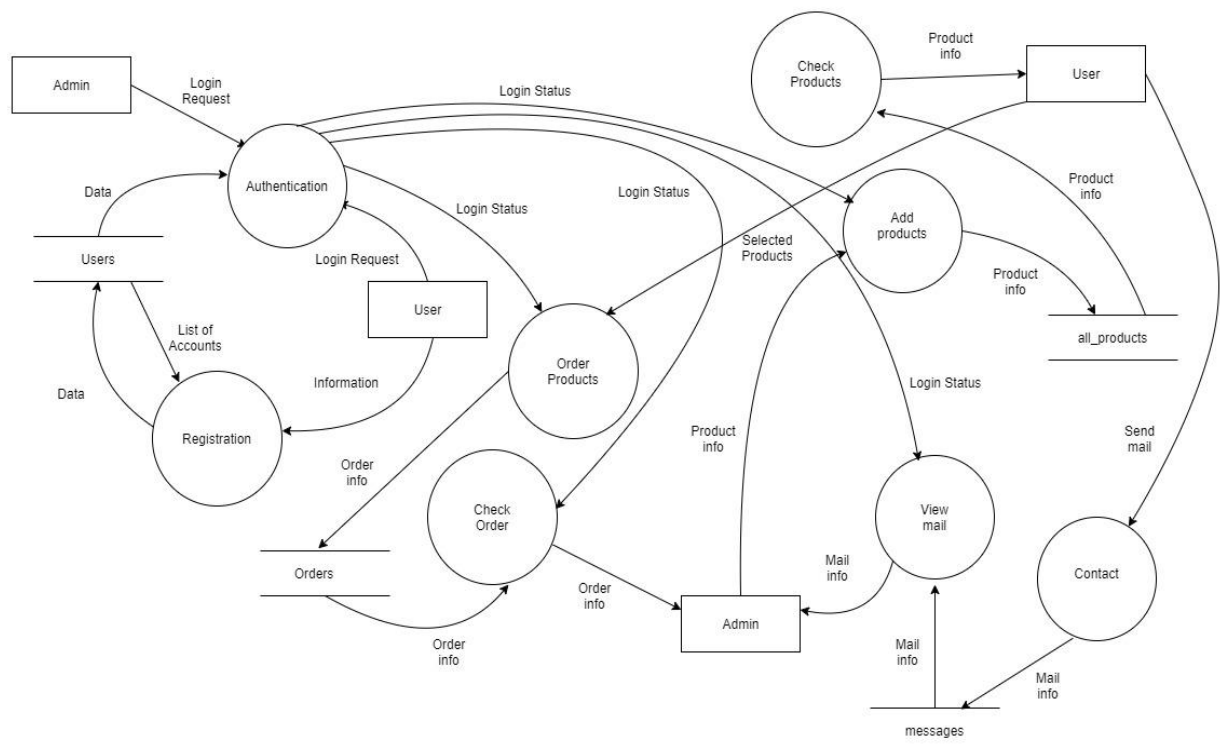 Product
info
Check
Products
User
Admin
Login
Request
Login Status
Authentication
Data
Login Status
Login Status
Product
info
Add
products
Selected
Products
Users
Login Request
Product
info
User
all_products
List of
Accounts
Order
Products
Information
Login Status
Data
Registration
Product
info
Send
mail
Order
info
Check
Order
View
mail
Orders
Mail
info
Contact
Order
info
Admin
Order
info
Mail
info
Mail
info
messages